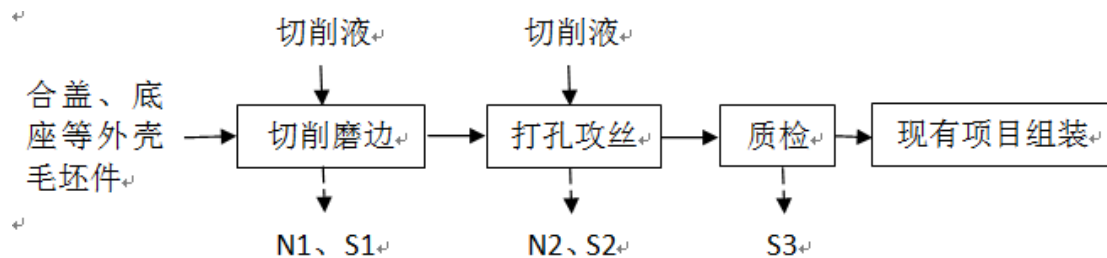 切削液
切削液
合盖、底
座等外壳
毛坯件
切削磨边
打孔攻丝
质检
现有项目组装
N1、S1
N2、S2
S3